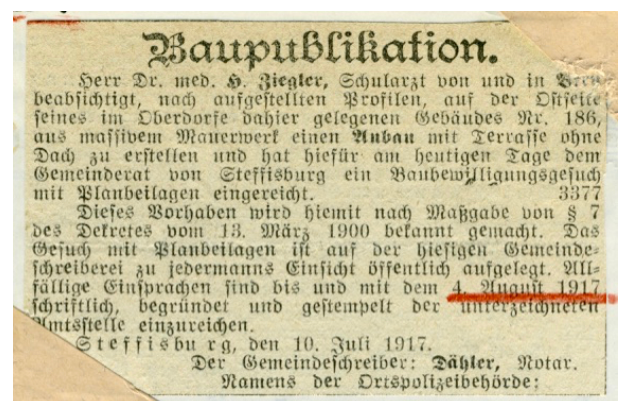 Baupublikation.
Herr Dr. med. H. Ziegler, Schularzt von und in Bern
beabsichtigt, nach aufgestellten Profilen, auf der Ostseite
seines im Oberdorfe dahier gelegenen Gebäudes Nr. 186,
aus massivem Mauerwerk einen Anbau mit Terrasse ohne
Dach zu erstellen und hat hiefür am heutigen Tage dem
Gemeinderat von Steffisburg ein Baubewilligungsgesuch
mit Planbeilagen eingereicht. 3377
Dieses Vorhaben wird hiemit nach Maßgabe von § 7
des Dekretes vom 13. März 1900 bekannt gemacht. Das
Gesuch mit Planbeilagen ist auf der hiesigen Gemeinde-
schreiberei zu jedermanns Einsicht öffentlich aufgelegt. All-
fällige Einsprachen sind bis und mit dem 4. August 1917
schriftlich, begründet und gestempelt der unterzeichneten
Amtsstelle einzureichen.
Steffisburg, den 10. Juli 1917.
Der Gemeindeschreiber: Dähler, Notar.
Namens der Ortspolizeibehörde: